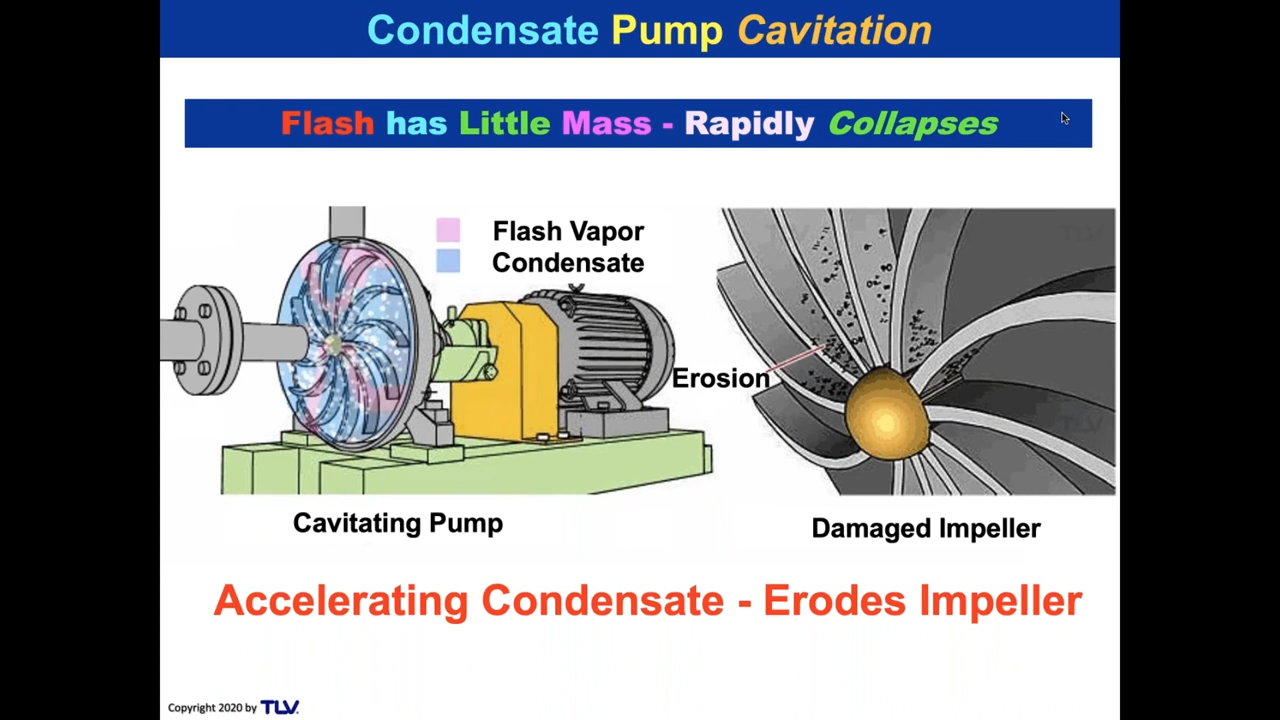 Condensate Pump Cavitation
Flash has Little Mass - Rapidly Collapses
Flash Vapor
Condensate
Erosion
Cavitating Pump
Damaged Impeller
Accelerating Condensate - Erodes Impeller
Copyright 2020 by TLV.